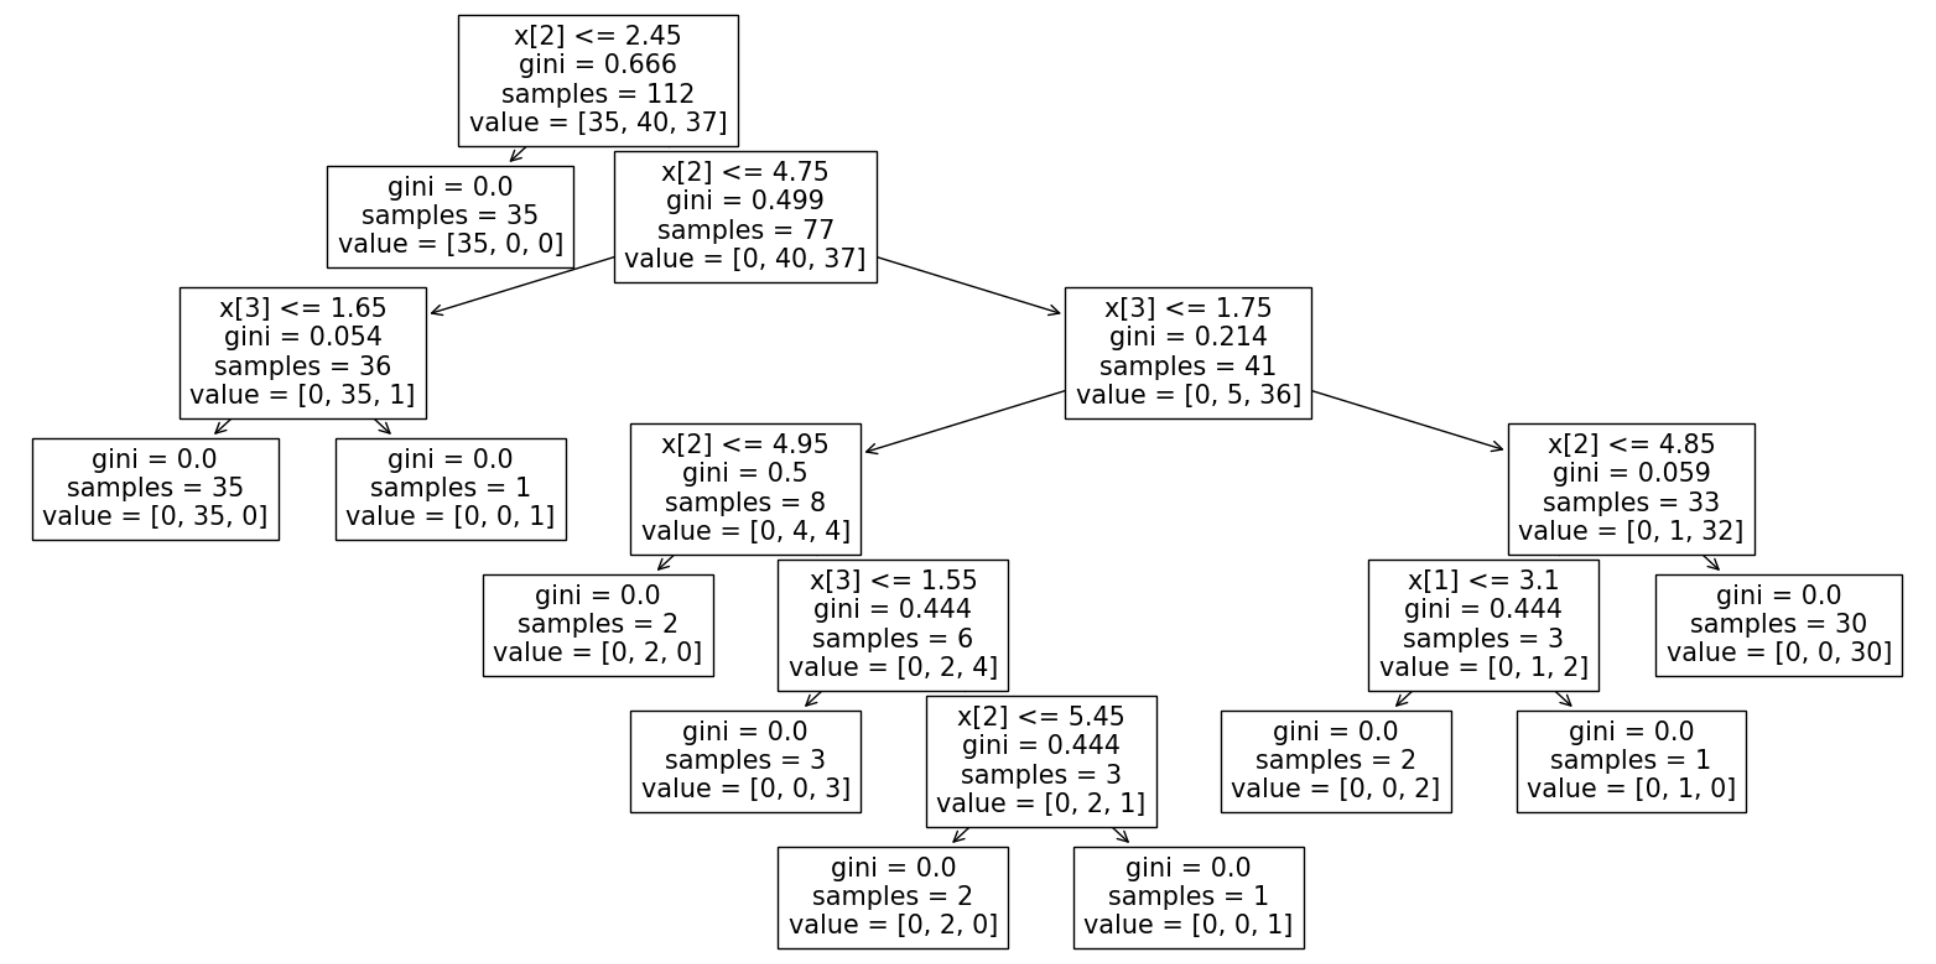 x[2] <= 2.45
gini = 0.666
samples = 112
value = [35, 40, 37]
gini = 0.0
samples = 35
value = [35, 0, 0]
x[2] <= 4.75
gini = 0.499
samples = 77
value = [0, 40, 37]
x[3] <= 1.65
gini = 0.054
samples = 36
value = [0, 35, 1]
x[3] <= 1.75
gini = 0.214
samples = 41
value = [0, 5, 36]
gini = 0.0
samples = 35
value = [0, 35, 0]
gini = 0.0
samples = 1
value = [0, 0, 1]
x[2] <= 4.95
gini = 0.5
samples = 8
value = [0, 4, 4]
x[2] <= 4.85
gini = 0.059
samples = 33
value = [0, 1, 32]
gini = 0.0
samples = 2
value = [0, 2, 0]
x[3] <= 1.55
gini = 0.444
samples = 6
value = [0, 2, 4]
x[1] <= 3.1
gini = 0.444
samples = 3
value = [0, 1, 2]
gini = 0.0
samples = 30
value = [0, 0, 30]
gini = 0.0
samples = 3
value = [0, 0, 3]
x[2] <= 5.45
gini = 0.444
samples = 3
value = [0, 2, 1]
gini = 0.0
samples = 2
value = [0, 0, 2]
gini = 0.0
samples = 1
value = [0, 1, 0]
gini = 0.0
samples = 2
value = [0, 2, 0]
gini = 0.0
samples = 1
value = [0, 0, 1]